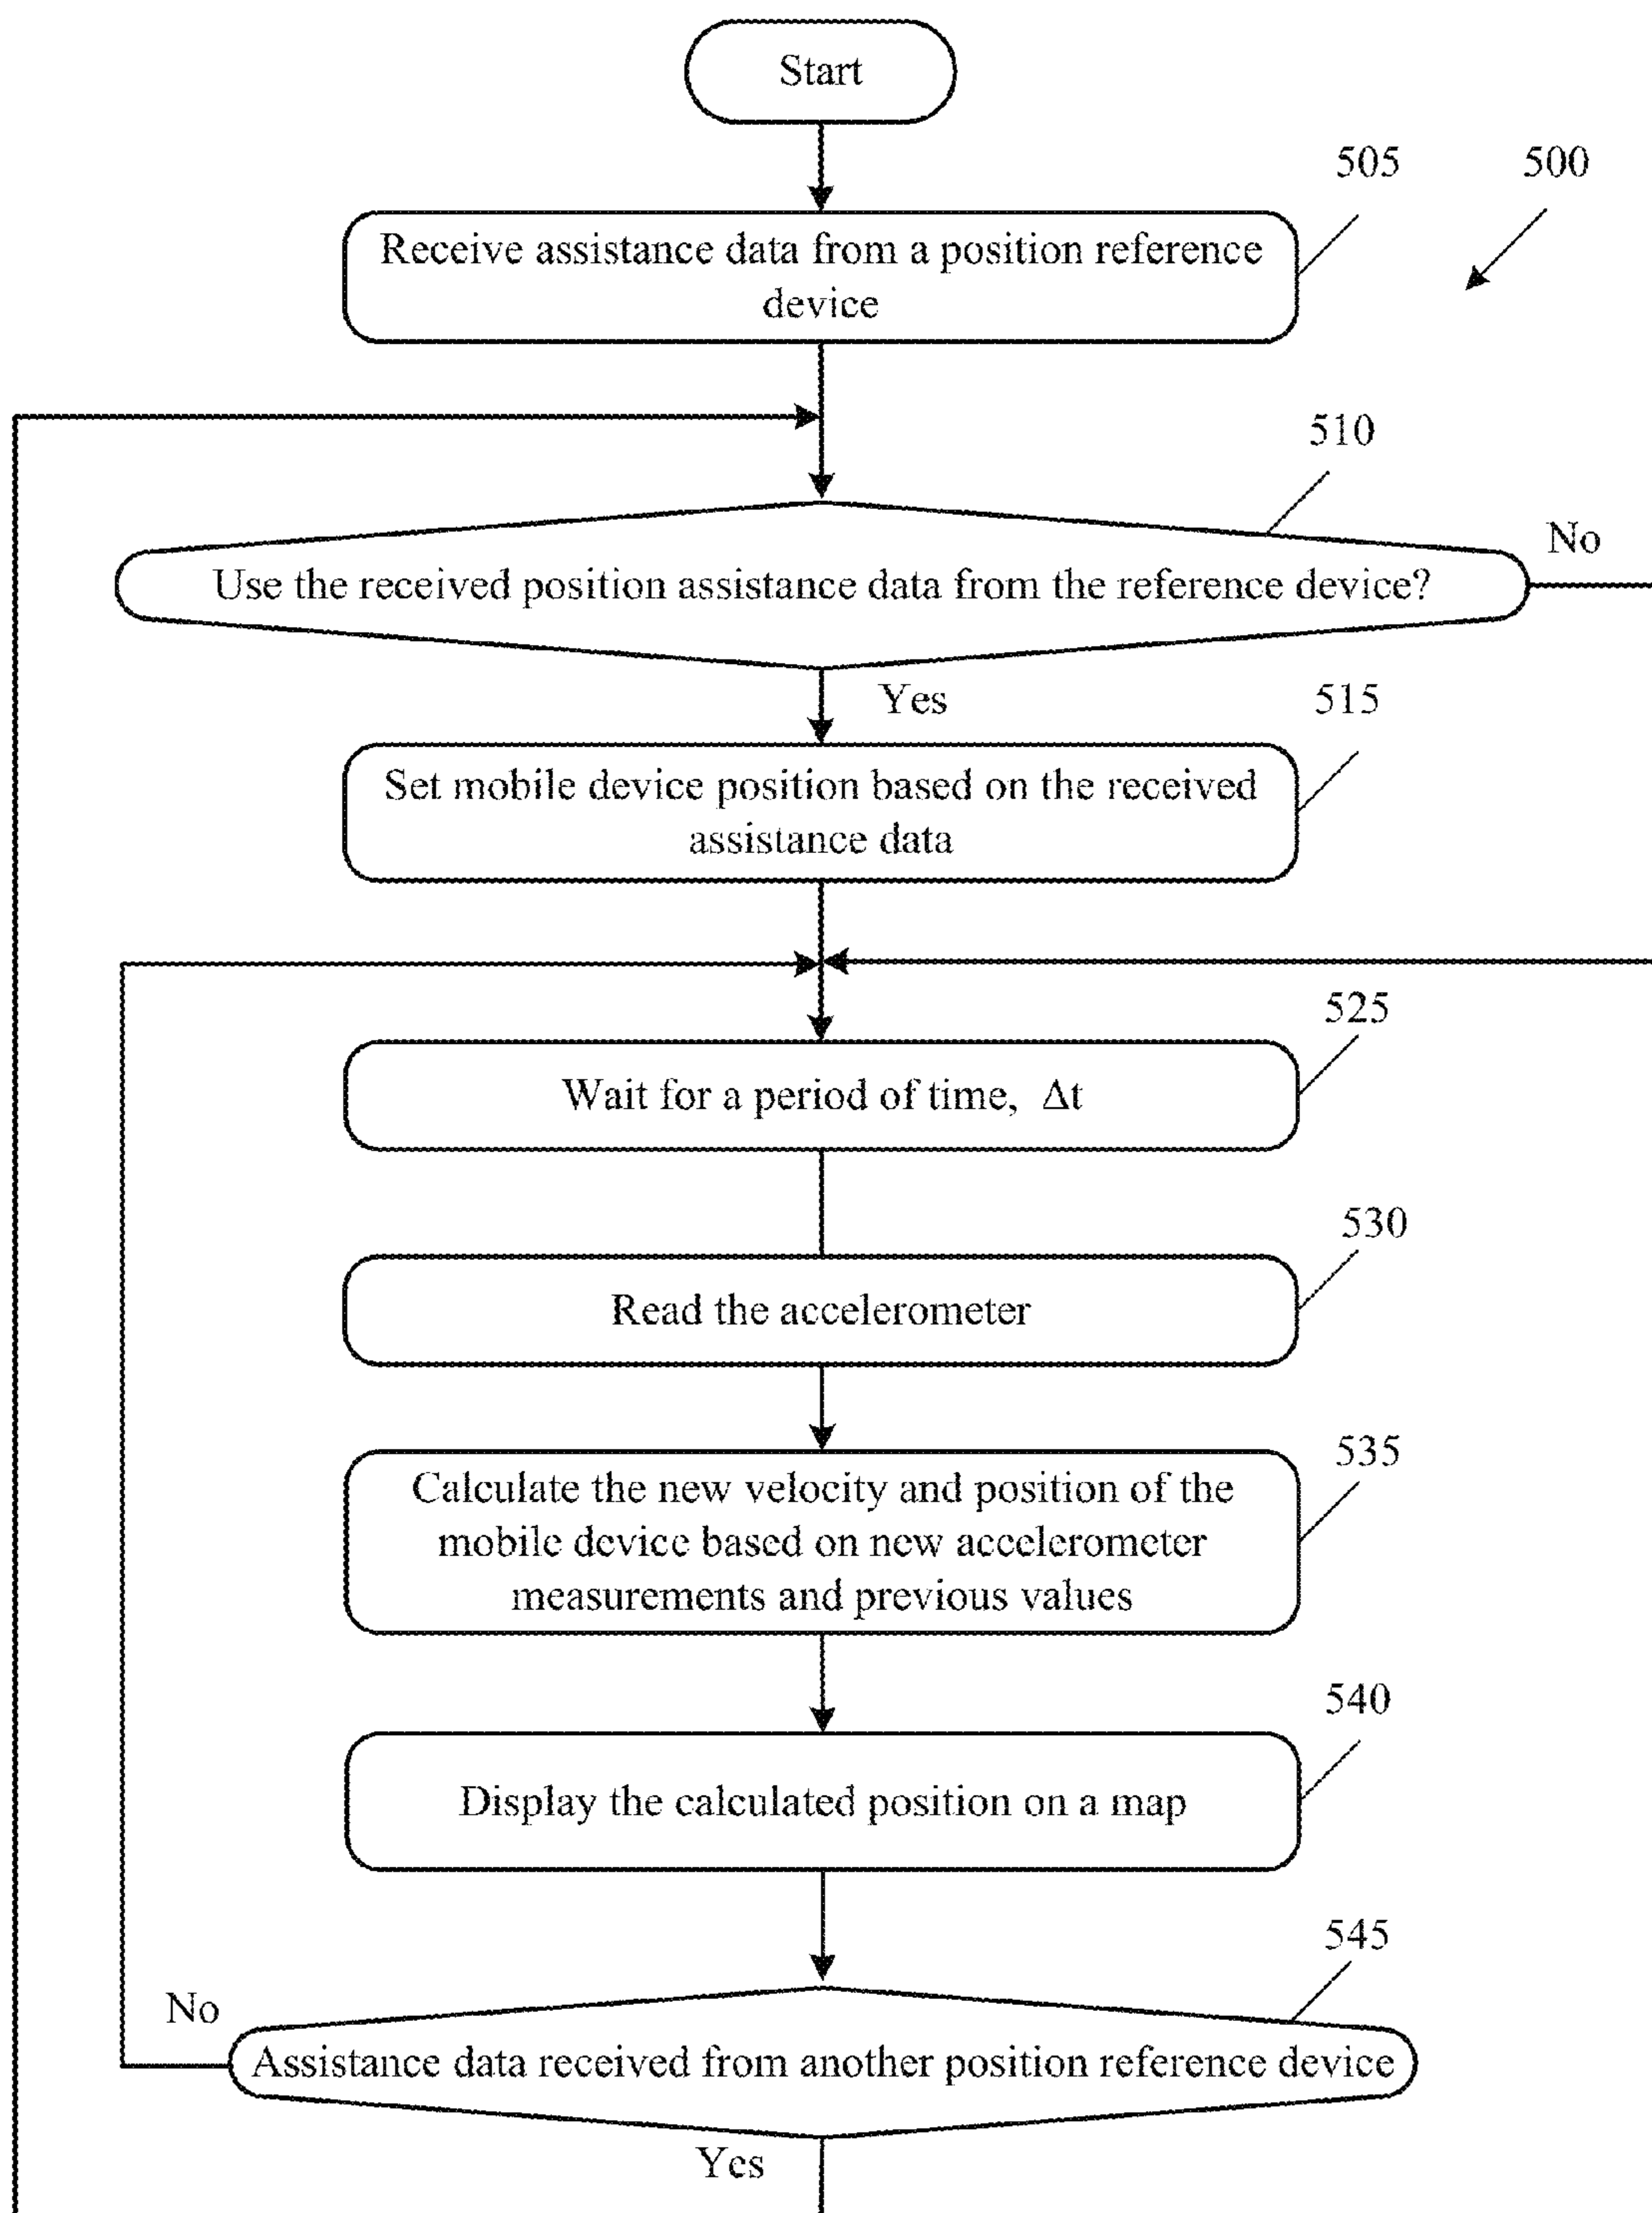 Start
505
500
Receive assistance data from a position reference
device
510
No
Use the received position assistance data from the reference device?
Yes
515
Set mobile device position based on the received
assistance data
525
Wait for a period of time, Δt
530
Read the accelerometer
535
Calculate the new velocity and position of the
mobile device based on new accelerometer
measurements and previous values
540
Display the calculated position on a map
545
No
Assistance data received from another position reference device
Yes